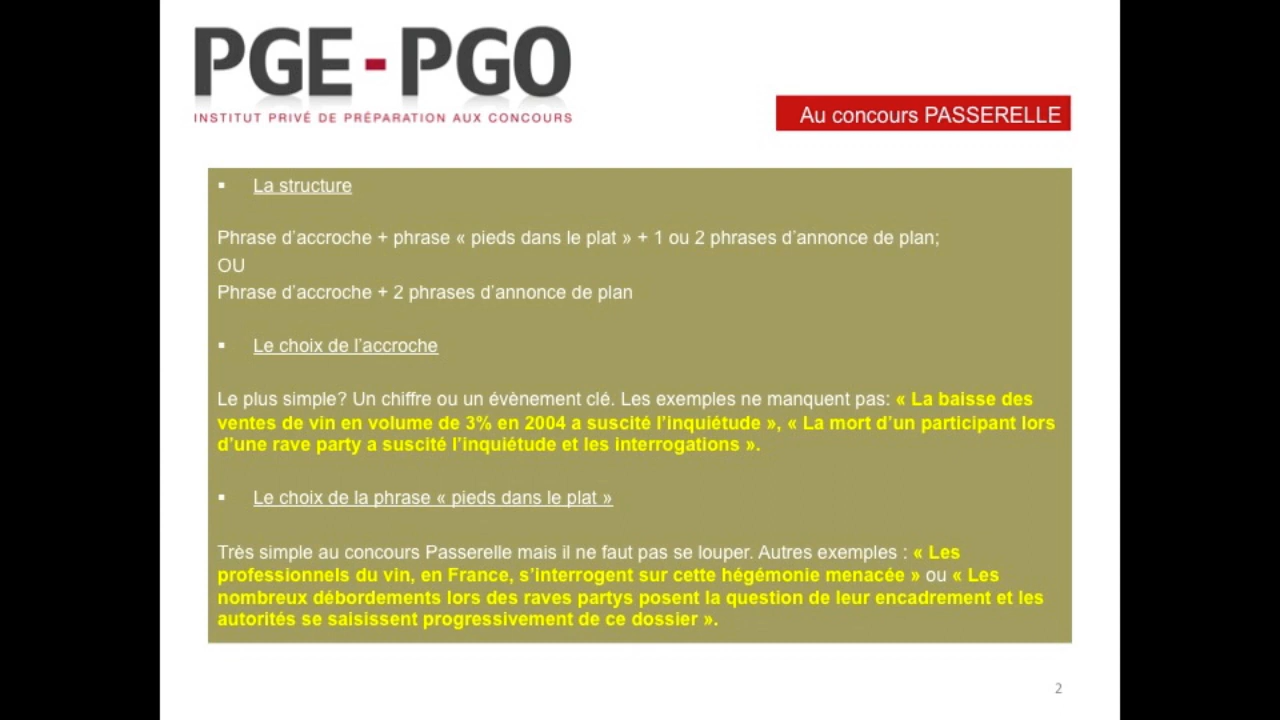 PGE-PGO
INSTITUT PRIVÉ DE PRÉPARATION AUX CONCOURS
Au concours PASSERELLE
▪ La structure
Phrase d'accroche + phrase « pieds dans le plat » + 1 ou 2 phrases d'annonce de plan;
OU
Phrase d'accroche + 2 phrases d'annonce de plan
▪ Le choix de l'accroche
Le plus simple? Un chiffre ou un évènement clé. Les exemples ne manquent pas: « La baisse des
ventes de vin en volume de 3% en 2004 a suscité l'inquiétude », « La mort d'un participant lors
d'une rave party a suscité l'inquiétude et les interrogations ».
▪ Le choix de la phrase « pieds dans le plat »
Très simple au concours Passerelle mais il ne faut pas se louper. Autres exemples : « Les
professionnels du vin, en France, s'interrogent sur cette hégémonie menacée » ou « Les
nombreux débordements lors des raves partys posent la question de leur encadrement et les
autorités se saisissent progressivement de ce dossier ».
2